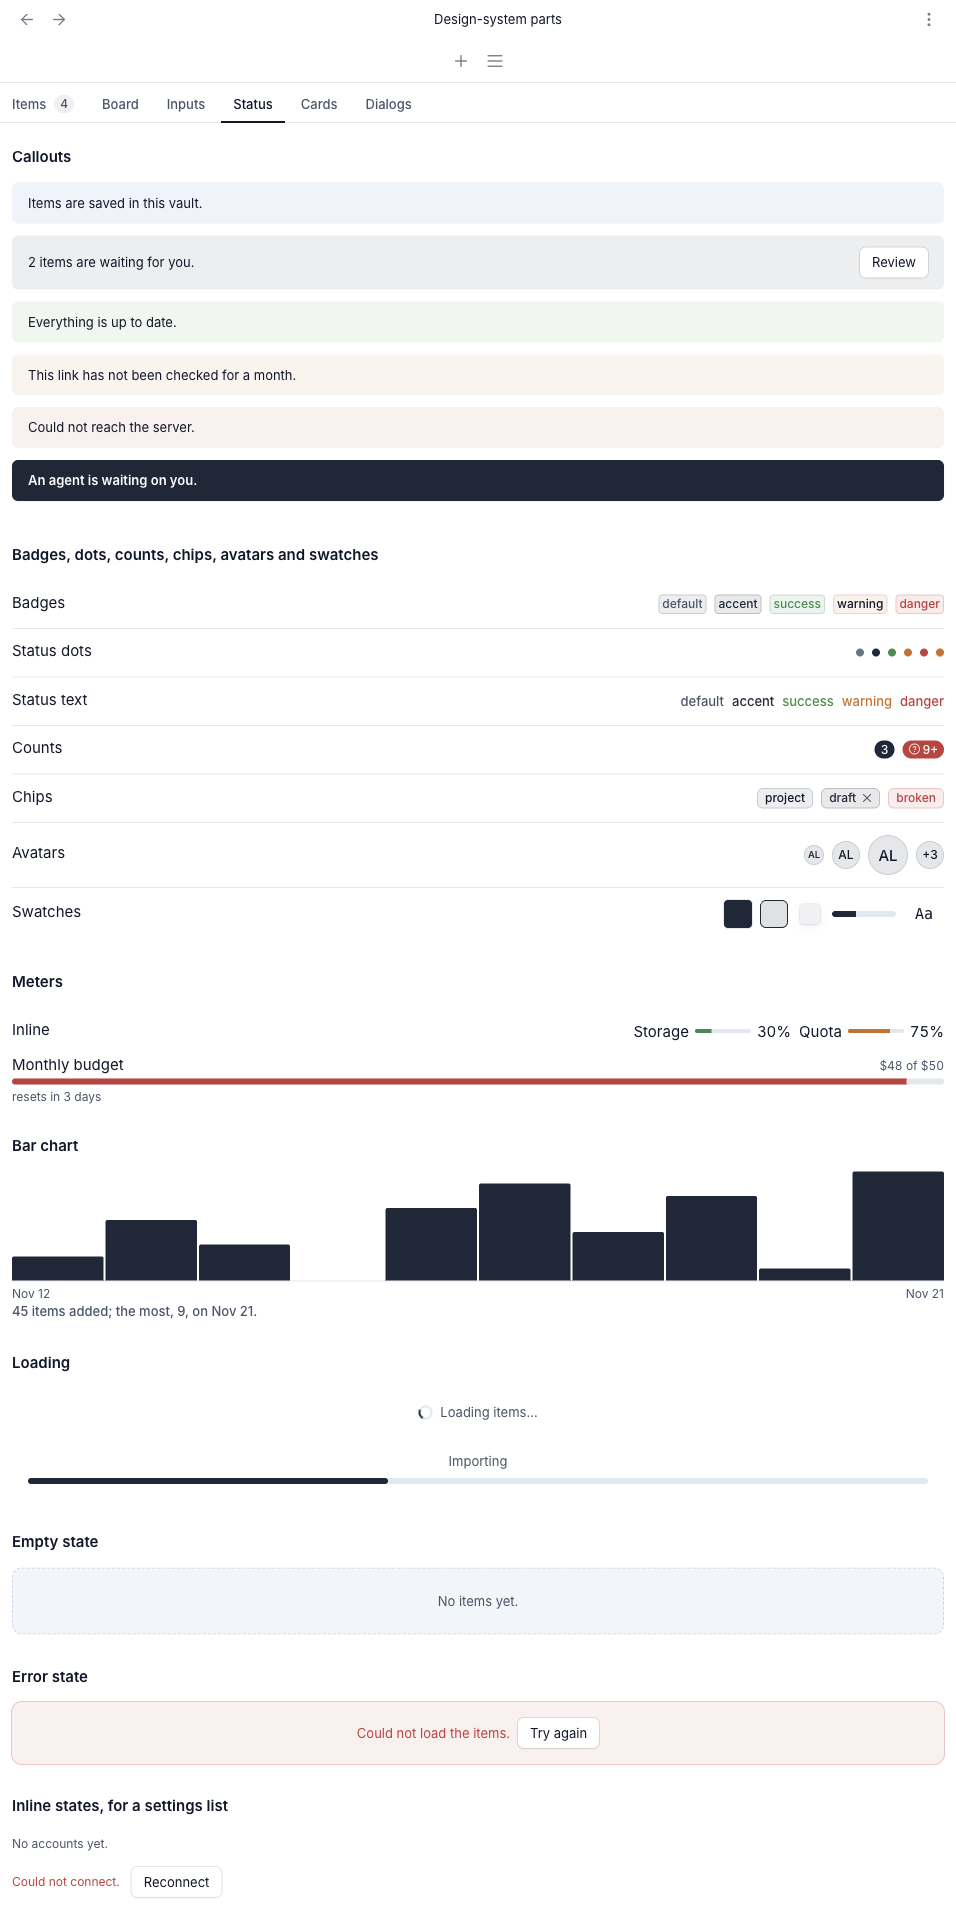 Design-system parts
Items 4 Board Inputs Status Cards Dialogs
Callouts
Items are saved in this vault.
2 items are waiting for you. Review
Everything is up to date.
This link has not been checked for a month.
Could not reach the server.
An agent is waiting on you.
Badges, dots, counts, chips, avatars and swatches
Badges default accent success warning danger
Status dots
Status text default accent success warning danger
Counts 3 9+
Chips project draft broken
Avatars AL AL AL +3
Swatches Aa
Meters
Inline Storage 30% Quota 75%
Monthly budget $48 of $50
resets in 3 days
Bar chart
Nov 12 Nov 21
45 items added; the most, 9, on Nov 21.
Loading
Loading items...
Importing
Empty state
No items yet.
Error state
Could not load the items. Try again
Inline states, for a settings list
No accounts yet.
Could not connect. Reconnect